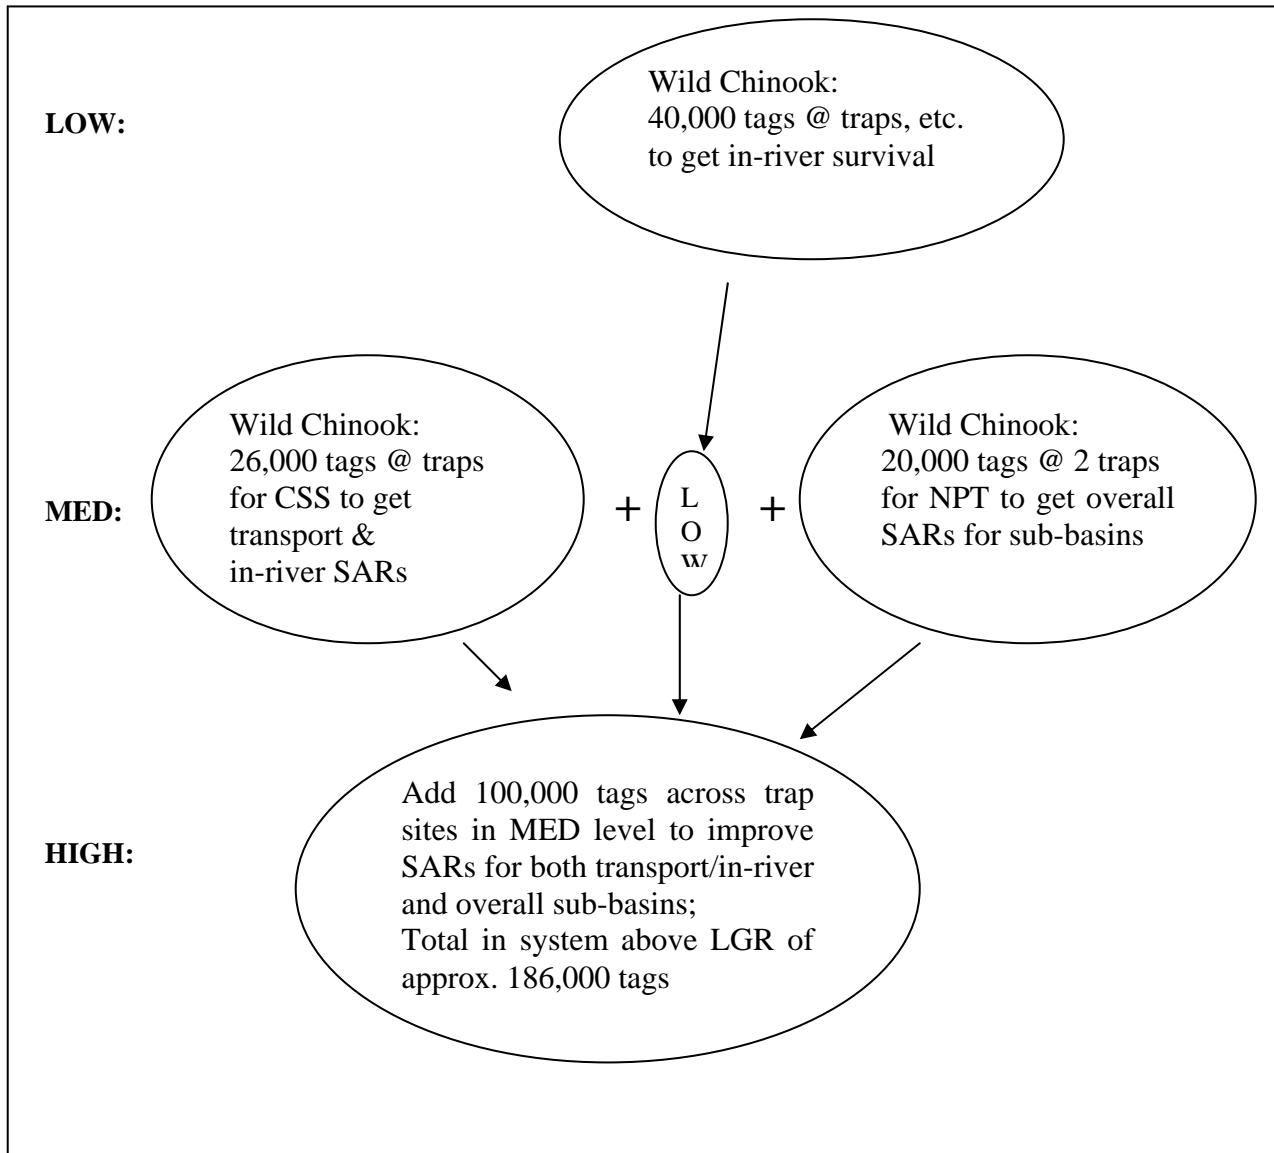 LOW:
Wild Chinook:
40,000 tags @ traps, etc.
to get in-river survival
MED:
Wild Chinook:
26,000 tags @ traps
for CSS to get
transport &
in-river SARs
+
L
O
W
+
Wild Chinook:
20,000 tags @ 2 traps
for NPT to get overall
SARs for sub-basins
HIGH:
Add 100,000 tags across trap
sites in MED level to improve
SARs for both transport/in-river
and overall sub-basins;
Total in system above LGR of
approx. 186,000 tags